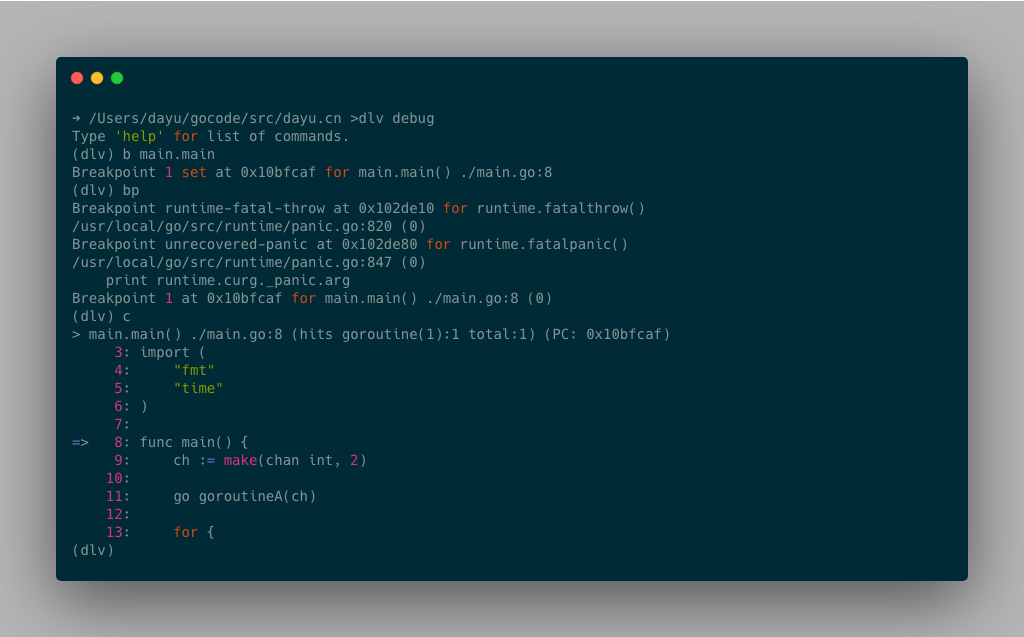 ➜ /Users/dayu/gocode/src/dayu.cn >dlv debug
Type 'help' for list of commands.
(dlv) b main.main
Breakpoint 1 set at 0x10bfcaf for main.main() ./main.go:8
(dlv) bp
Breakpoint runtime-fatal-throw at 0x102de10 for runtime.fatalthrow()
/usr/local/go/src/runtime/panic.go:820 (0)
Breakpoint unrecovered-panic at 0x102de80 for runtime.fatalpanic()
/usr/local/go/src/runtime/panic.go:847 (0)
    print runtime.curg._panic.arg
Breakpoint 1 at 0x10bfcaf for main.main() ./main.go:8 (0)
(dlv) c
> main.main() ./main.go:8 (hits goroutine(1):1 total:1) (PC: 0x10bfcaf)
     3: import (
     4:     "fmt"
     5:     "time"
     6: )
     7:
=>   8: func main() {
     9:     ch := make(chan int, 2)
    10:
    11:     go goroutineA(ch)
    12:
    13:     for {
(dlv)